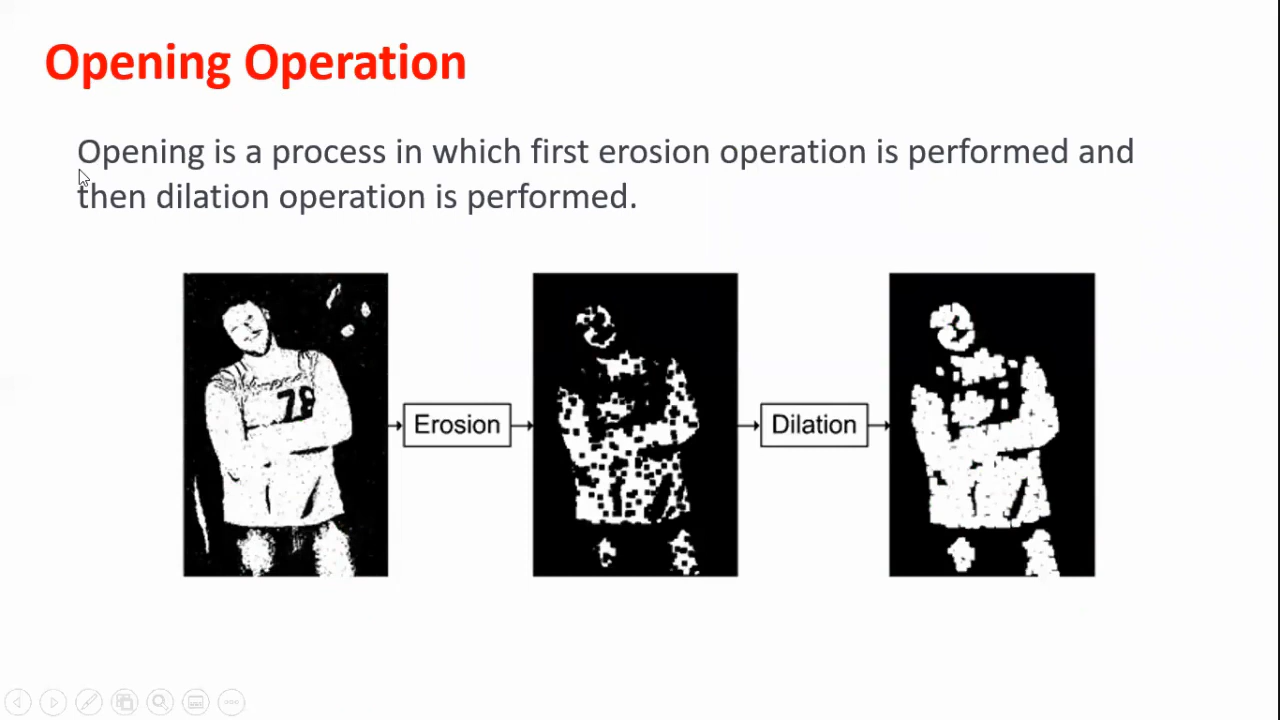 Opening Operation
Opening is a process in which first erosion operation is performed and
then dilation operation is performed.
78
Erosion
Dilation